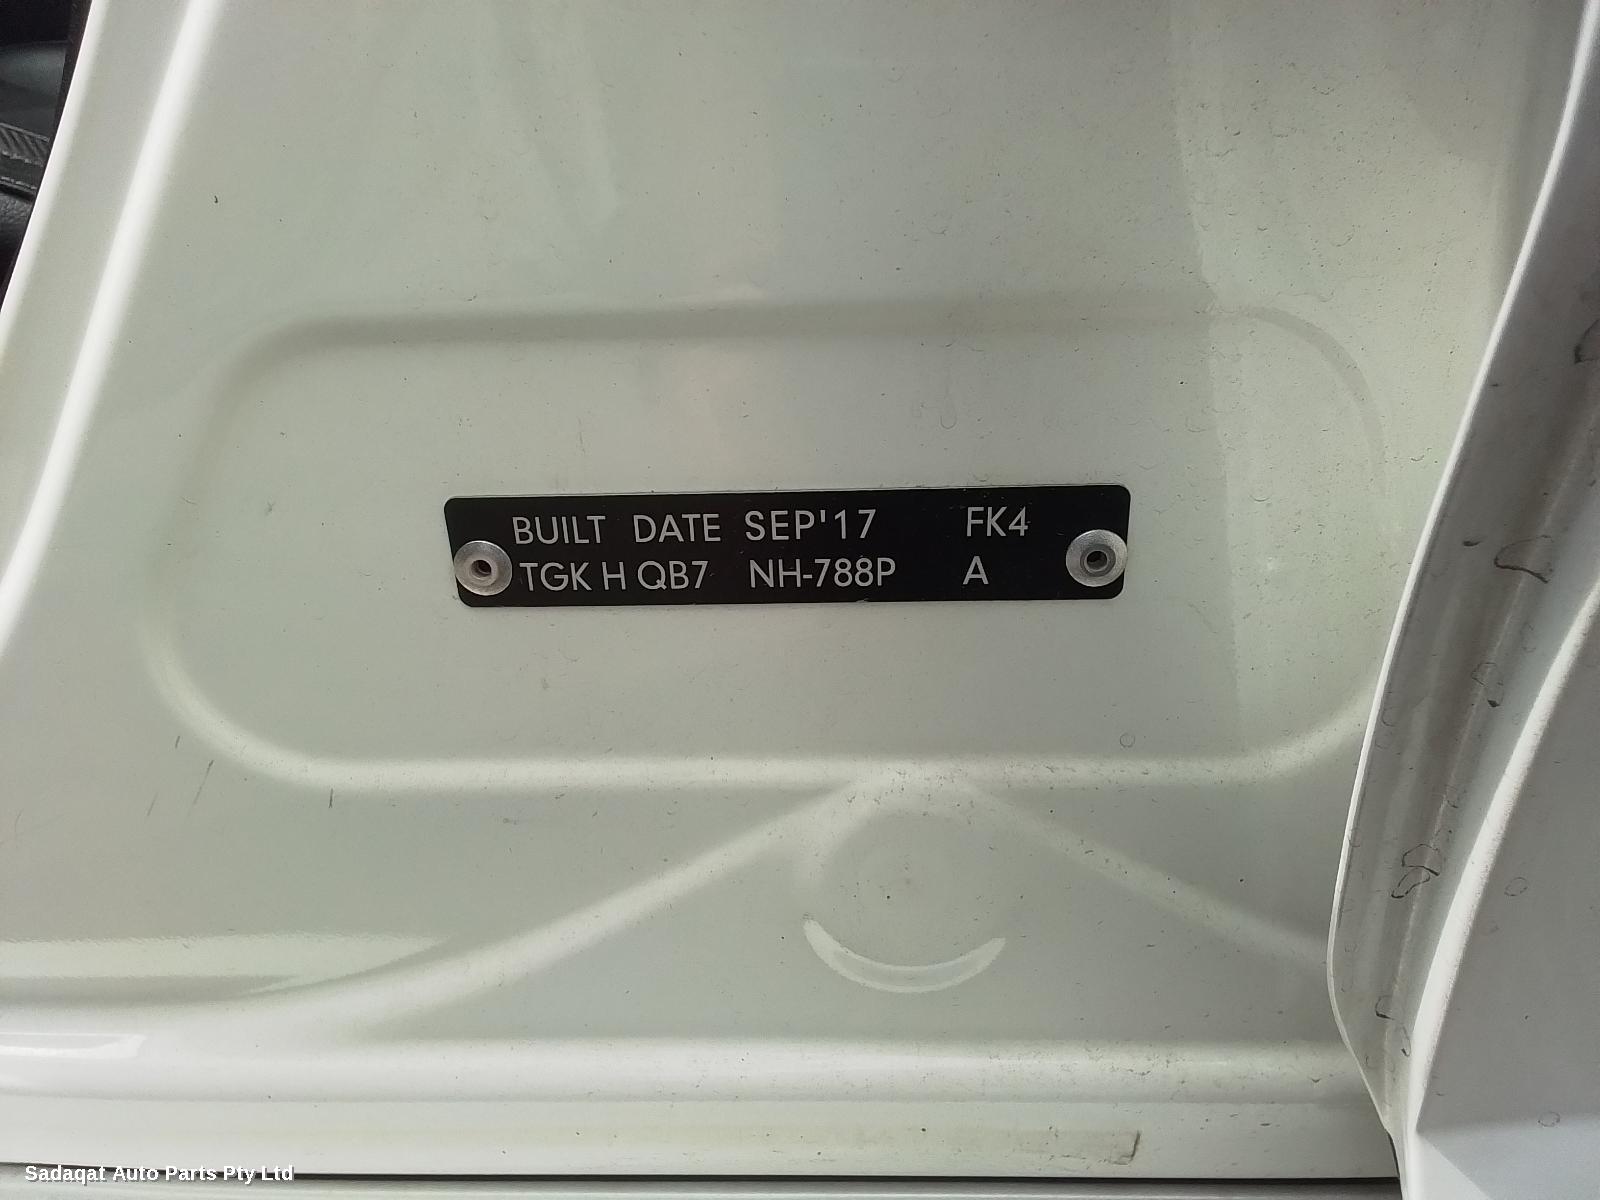 BUILT DATE SEP'17 FK4
TGK H QB7 NH-788P A
Sadaqat Auto Parts Pty Ltd